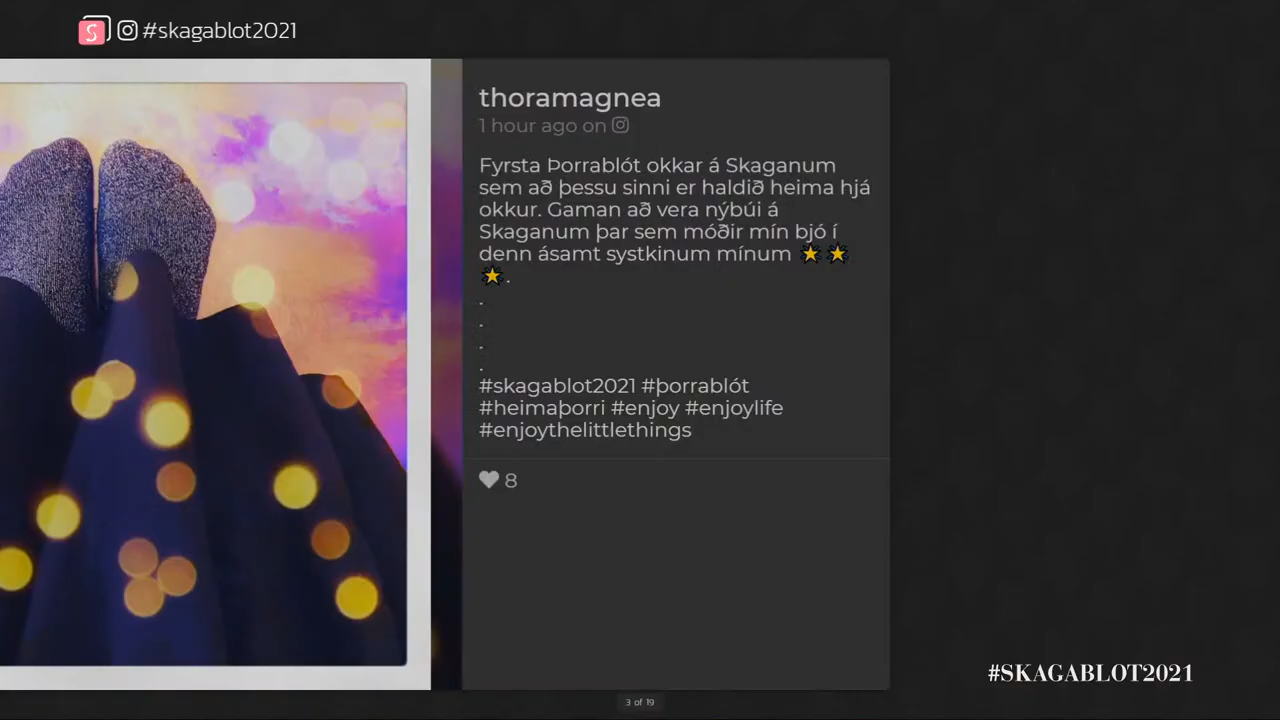 #skagablot2021
thoramagnea
1 hour ago on
Fyrsta Þorrablót okkar á Skaganum
sem að þessu sinni er haldið heima hjá
okkur. Gaman að vera nýbúi á
Skaganum þar sem móðir mín bjó í
denn ásamt systkinum mínum 🌟 🌟
🌟.
.
.
.
.
#skagablot2021 #þorrablót
#heimaþorri #enjoy #enjoylife
#enjoythelittlethings
8
#SKAGABLOT2021
3 of 19